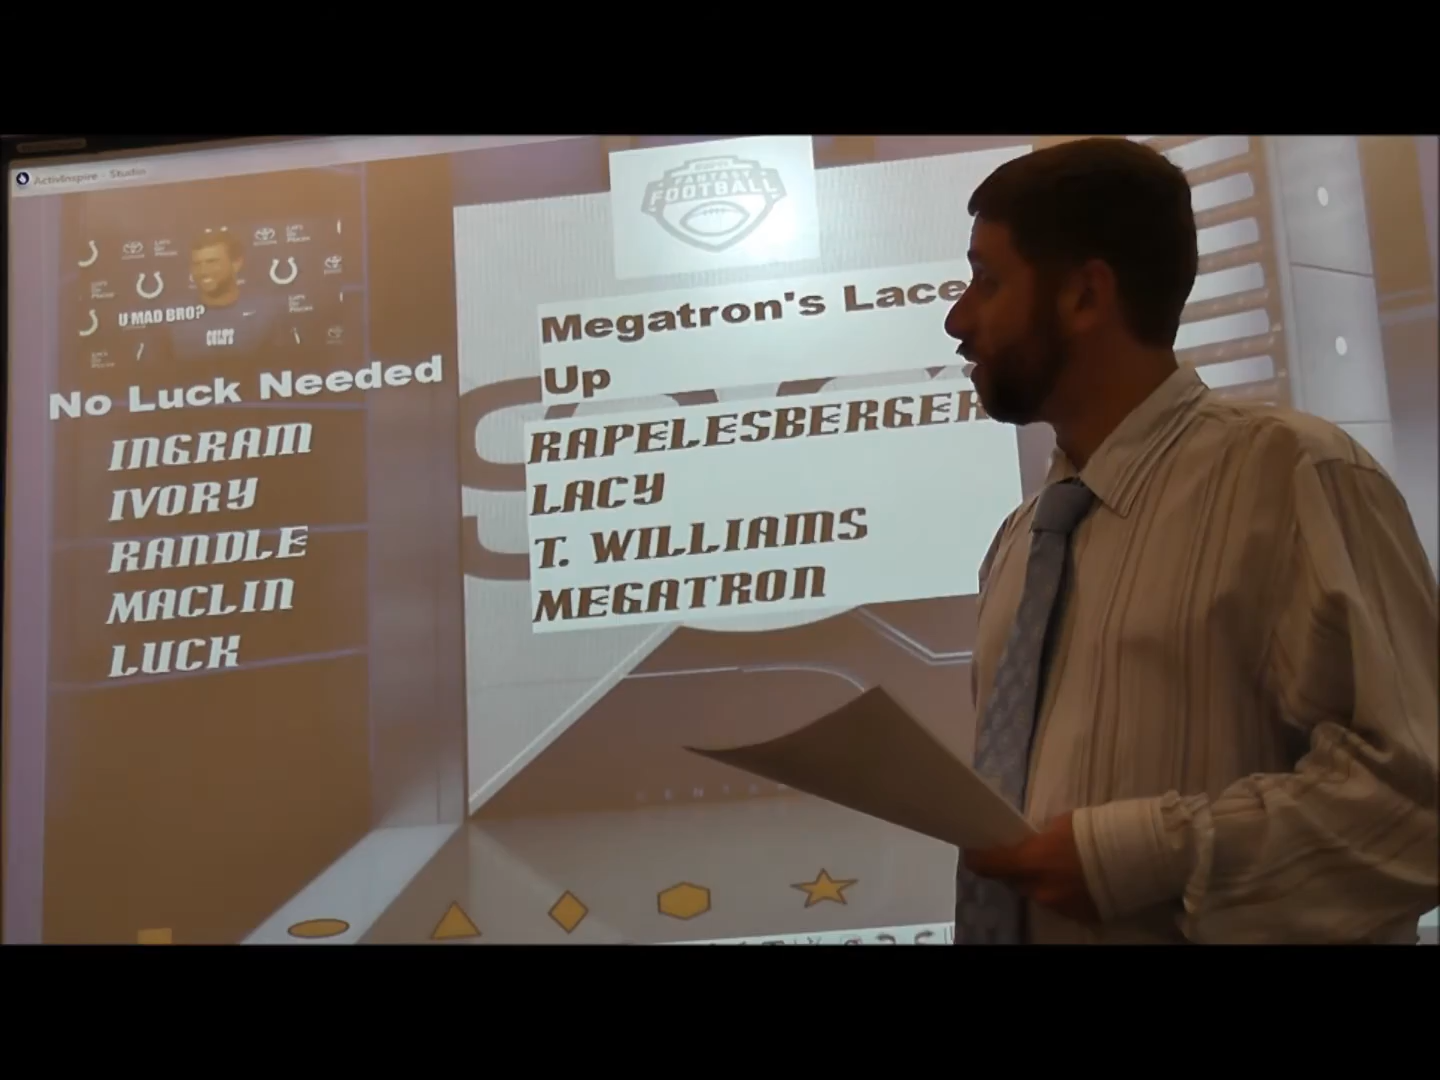 ActivInspire - Studio
U MAD BRO?
COLTS
No Luck Needed
INGRAM
IVORY
RANDLE
MACLIN
LUCK
FANTASY
FOOTBALL
Megatron's Lace
Up
RAPELESBERGER
LACY
T. WILLIAMS
MEGATRON